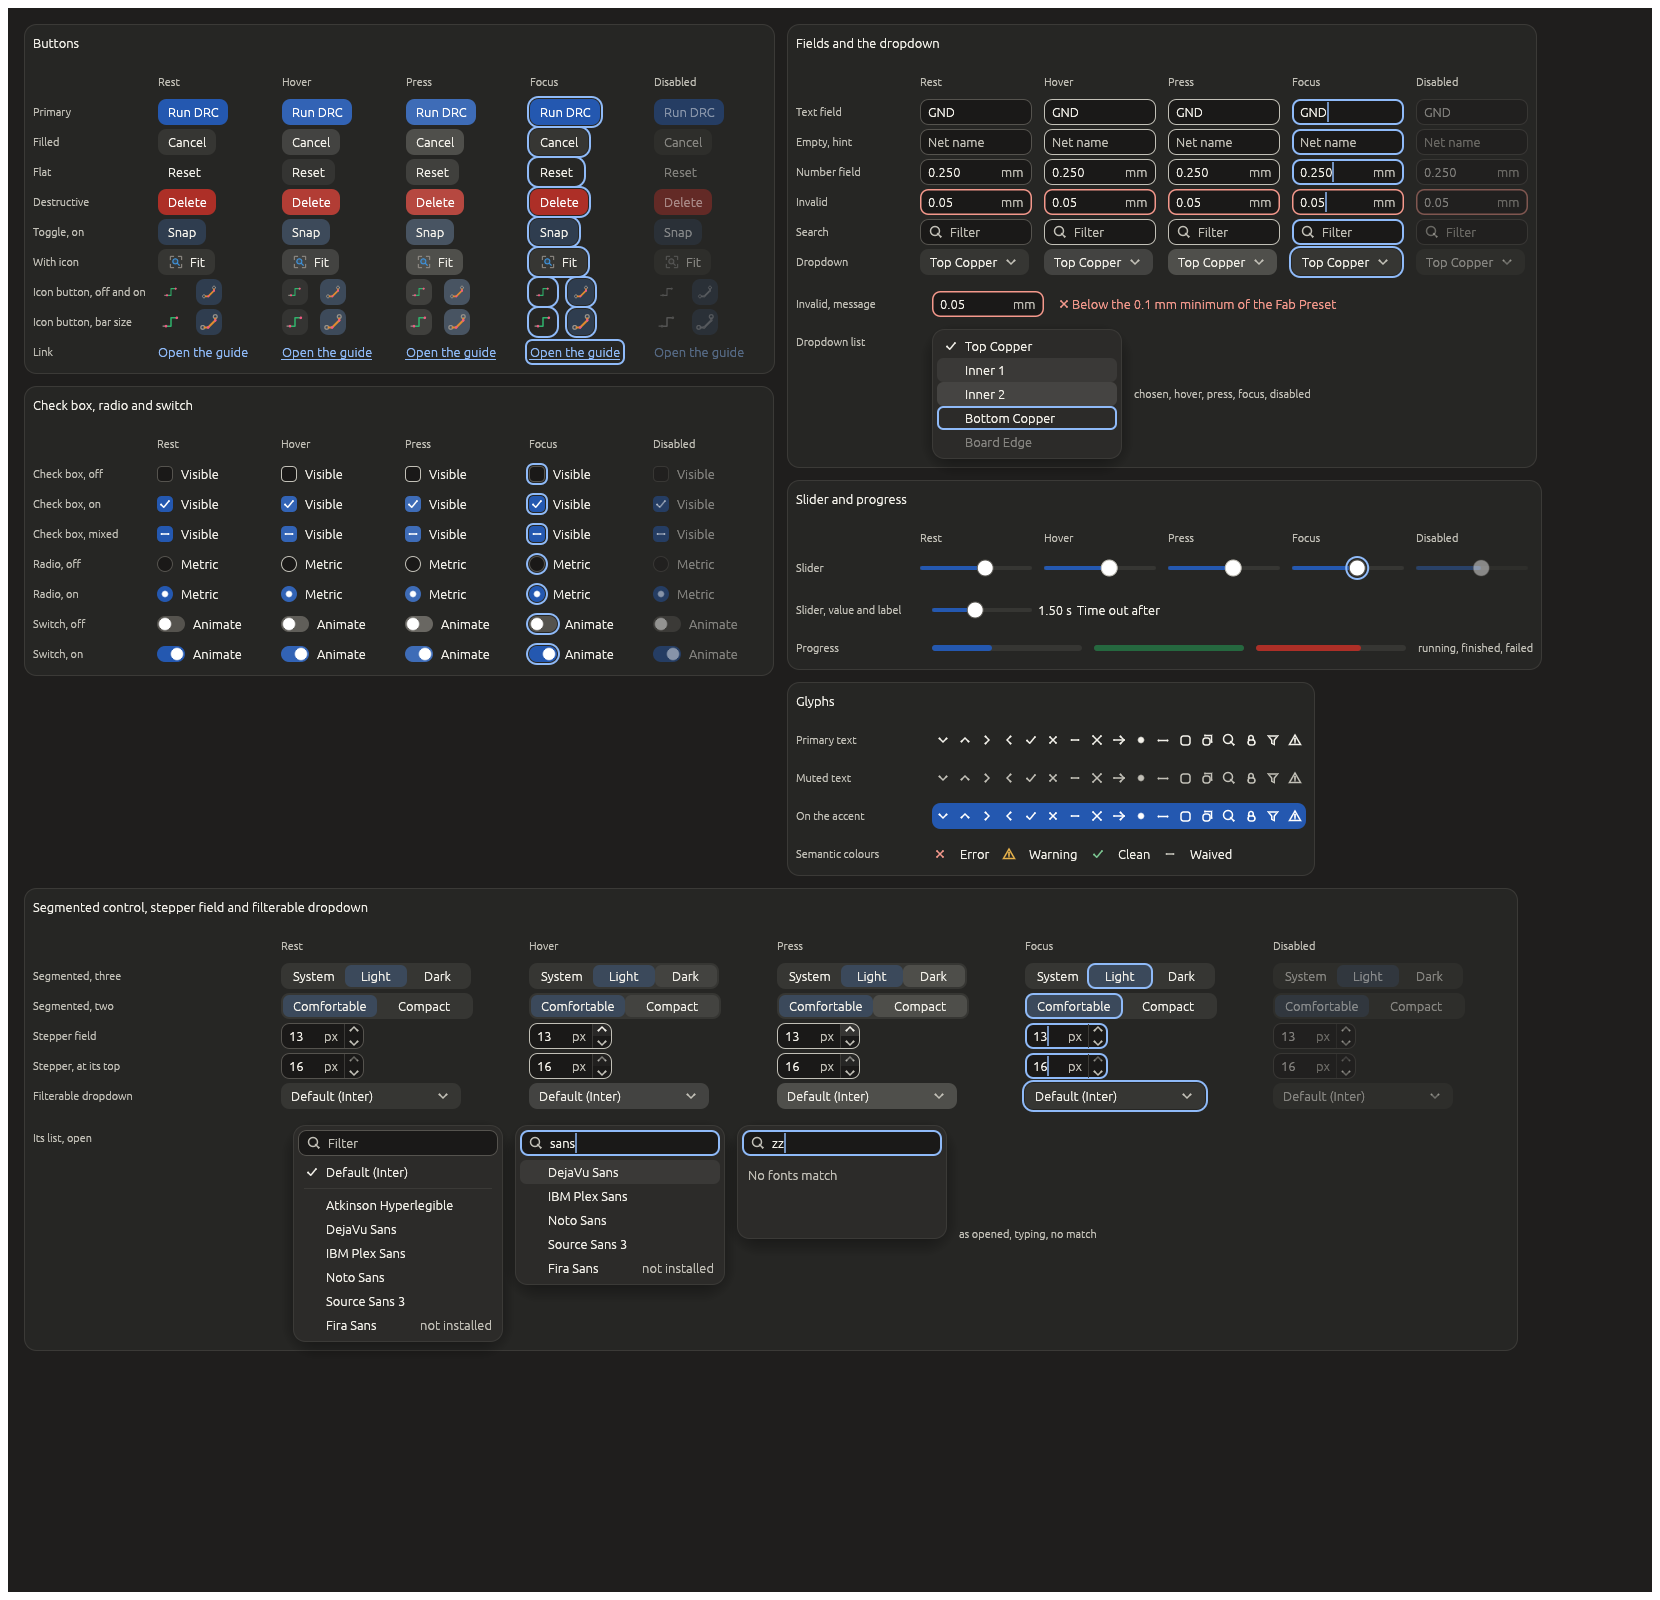 Buttons
Rest Hover Press Focus Disabled
Primary Run DRC Run DRC Run DRC Run DRC Run DRC
Filled Cancel Cancel Cancel Cancel Cancel
Flat Reset Reset Reset Reset Reset
Destructive Delete Delete Delete Delete Delete
Toggle, on Snap Snap Snap Snap Snap
With icon Fit Fit Fit Fit Fit
Icon button, off and on
Icon button, bar size
Link Open the guide Open the guide Open the guide Open the guide Open the guide
Check box, radio and switch
Rest Hover Press Focus Disabled
Check box, off Visible Visible Visible Visible Visible
Check box, on Visible Visible Visible Visible Visible
Check box, mixed Visible Visible Visible Visible Visible
Radio, off Metric Metric Metric Metric Metric
Radio, on Metric Metric Metric Metric Metric
Switch, off Animate Animate Animate Animate Animate
Switch, on Animate Animate Animate Animate Animate
Fields and the dropdown
Rest Hover Press Focus Disabled
Text field GND GND GND GND GND
Empty, hint Net name Net name Net name Net name Net name
Number field 0.250 mm 0.250 mm 0.250 mm 0.250 mm 0.250 mm
Invalid 0.05 mm 0.05 mm 0.05 mm 0.05 mm 0.05 mm
Search Filter Filter Filter Filter Filter
Dropdown Top Copper Top Copper Top Copper Top Copper Top Copper
Invalid, message 0.05 mm Below the 0.1 mm minimum of the Fab Preset
Dropdown list Top Copper
Inner 1
Inner 2 chosen, hover, press, focus, disabled
Bottom Copper
Board Edge
Slider and progress
Rest Hover Press Focus Disabled
Slider
Slider, value and label 1.50 s Time out after
Progress running, finished, failed
Glyphs
Primary text
Muted text
On the accent
Semantic colours Error Warning Clean Waived
Segmented control, stepper field and filterable dropdown
Rest Hover Press Focus Disabled
Segmented, three System Light Dark System Light Dark System Light Dark System Light Dark System Light Dark
Segmented, two Comfortable Compact Comfortable Compact Comfortable Compact Comfortable Compact Comfortable Compact
Stepper field 13 px 13 px 13 px 13 px 13 px
Stepper, at its top 16 px 16 px 16 px 16 px 16 px
Filterable dropdown Default (Inter) Default (Inter) Default (Inter) Default (Inter) Default (Inter)
Its list, open
Filter
Default (Inter)
Atkinson Hyperlegible
DejaVu Sans
IBM Plex Sans
Noto Sans
Source Sans 3
Fira Sans not installed
sans
DejaVu Sans
IBM Plex Sans
Noto Sans
Source Sans 3
Fira Sans not installed
zz
No fonts match
as opened, typing, no match